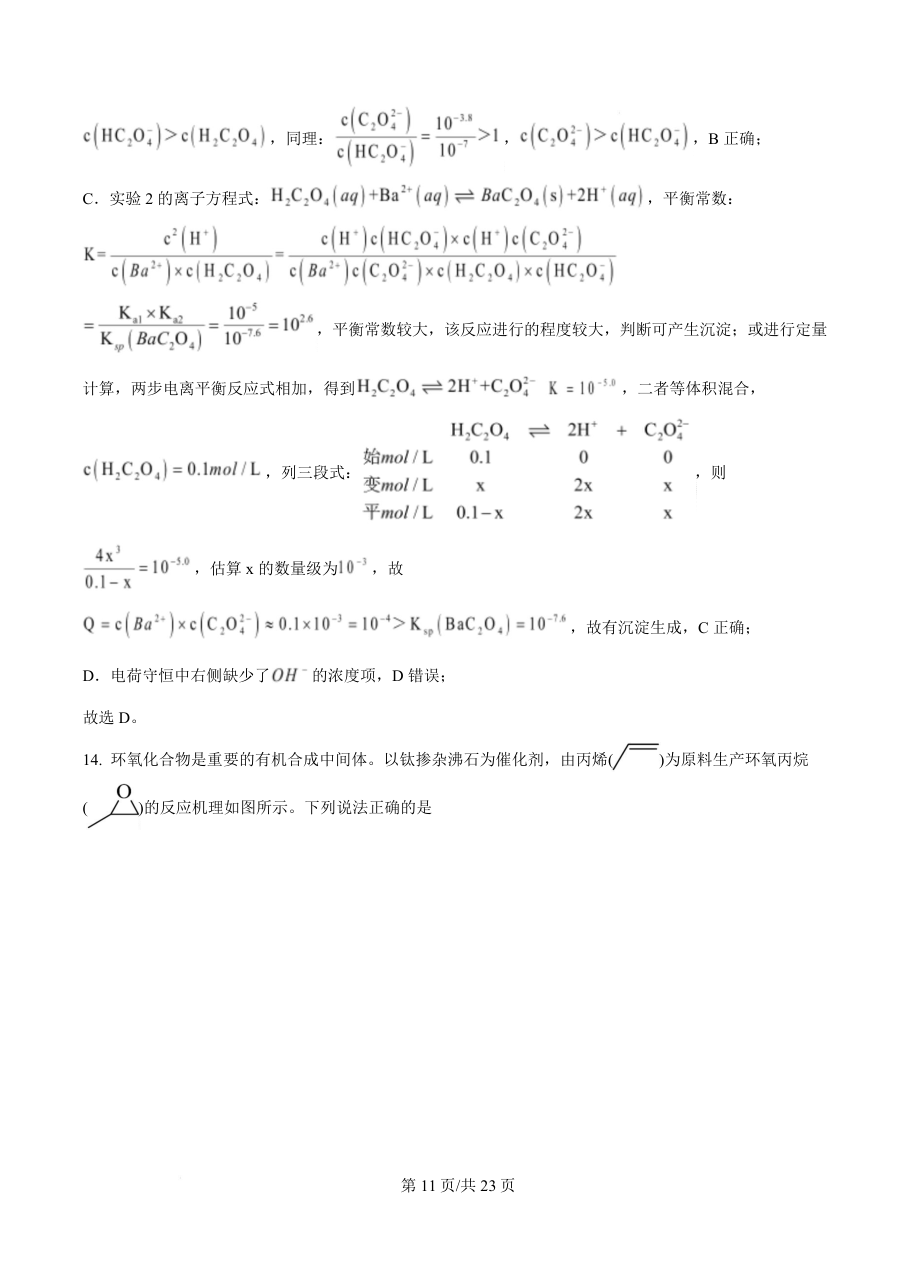 c(HC₂O₄⁻)>c(H₂C₂O₄)，同理：c(C₂O₄²⁻)/c(HC₂O₄⁻)=10^(-3.8)/10^(-7)>1，c(C₂O₄²⁻)>c(HC₂O₄⁻)，B 正确；
C．实验 2 的离子方程式：H₂C₂O₄(aq)+Ba²⁺(aq)⇌BaC₂O₄(s)+2H⁺(aq)，平衡常数：
K=c²(H⁺)/[c(Ba²⁺)×c(H₂C₂O₄)]=[c(H⁺)c(HC₂O₄⁻)×c(H⁺)c(C₂O₄²⁻)]/[c(Ba²⁺)c(C₂O₄²⁻)×c(H₂C₂O₄)×c(HC₂O₄⁻)]
=(Kₐ₁×Kₐ₂)/Ksp(BaC₂O₄)=10^(-5)/10^(-7.6)=10^(2.6)，平衡常数较大，该反应进行的程度较大，判断可产生沉淀；或进行定量
计算，两步电离平衡反应式相加，得到H₂C₂O₄⇌2H⁺+C₂O₄²⁻ K=10^(-5.0)，二者等体积混合，
c(H₂C₂O₄)=0.1mol/L，列三段式：
H₂C₂O₄ ⇌ 2H⁺ + C₂O₄²⁻
始mol/L 0.1 0 0
变mol/L x 2x x
平mol/L 0.1−x 2x x
，则
4x³/(0.1−x)=10^(-5.0)，估算 x 的数量级为10⁻³，故
Q=c(Ba²⁺)×c(C₂O₄²⁻)≈0.1×10⁻³=10⁻⁴>Ksp(BaC₂O₄)=10^(-7.6)，故有沉淀生成，C 正确；
D．电荷守恒中右侧缺少了OH⁻的浓度项，D 错误；
故选 D。
14. 环氧化合物是重要的有机合成中间体。以钛掺杂沸石为催化剂，由丙烯( )为原料生产环氧丙烷
( O )的反应机理如图所示。下列说法正确的是
第 11 页/共 23 页